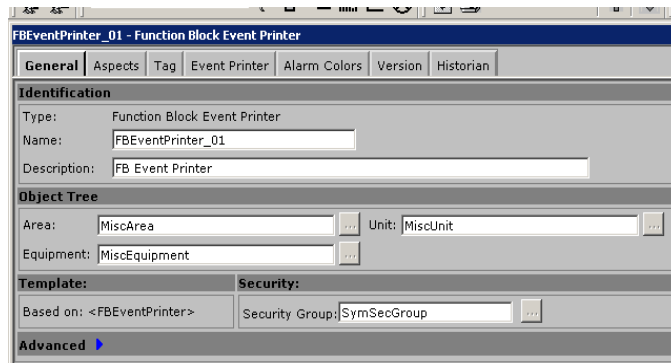 FBEventPrinter_01 - Function Block Event Printer
General Aspects Tag Event Printer Alarm Colors Version Historian
Identification
Type: Function Block Event Printer
Name: FBEventPrinter_01
Description: FB Event Printer
Object Tree
Area: MiscArea ... Unit: MiscUnit ...
Equipment: MiscEquipment ...
Template: Security:
Based on: <FBEventPrinter> Security Group: SymSecGroup ...
Advanced